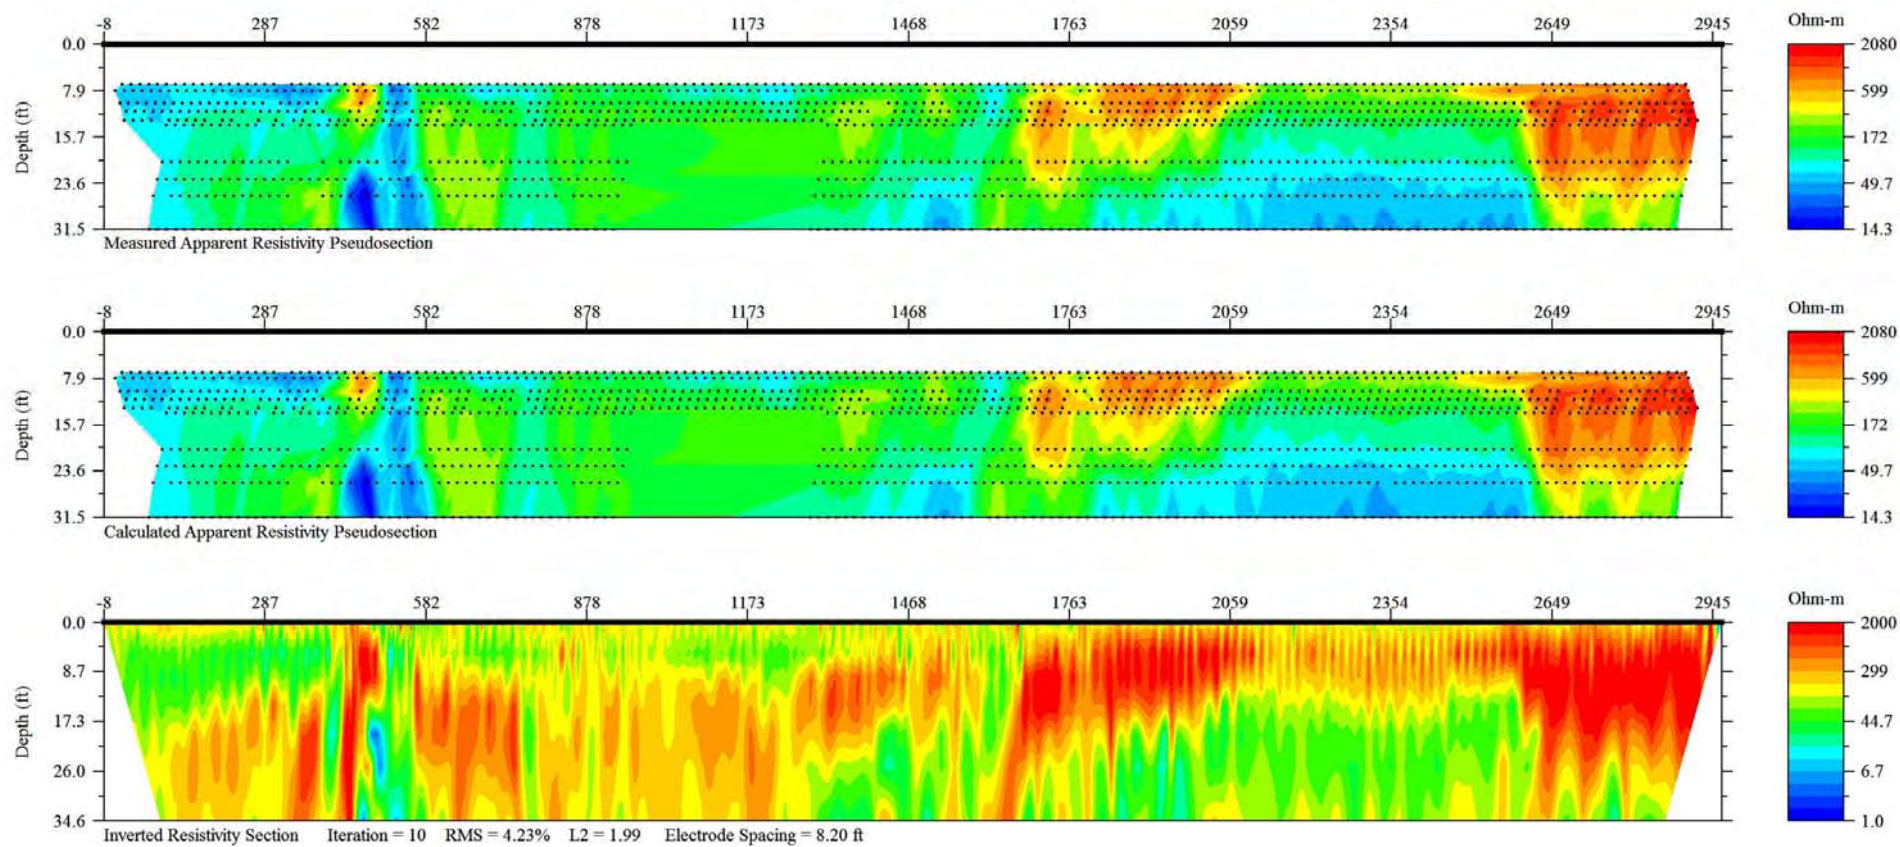 -8 287 582 878 1173 1468 1763 2059 2354 2649 2945 Ohm-m
0.0 2080
7.9 599
15.7 172
23.6 49.7
31.5 14.3
Depth (ft)
Measured Apparent Resistivity Pseudosection
-8 287 582 878 1173 1468 1763 2059 2354 2649 2945 Ohm-m
0.0 2080
7.9 599
15.7 172
23.6 49.7
31.5 14.3
Depth (ft)
Calculated Apparent Resistivity Pseudosection
-8 287 582 878 1173 1468 1763 2059 2354 2649 2945 Ohm-m
0.0 2000
8.7 299
17.3 44.7
26.0 6.7
34.6 1.0
Depth (ft)
Inverted Resistivity Section Iteration = 10 RMS = 4.23% L2 = 1.99 Electrode Spacing = 8.20 ft